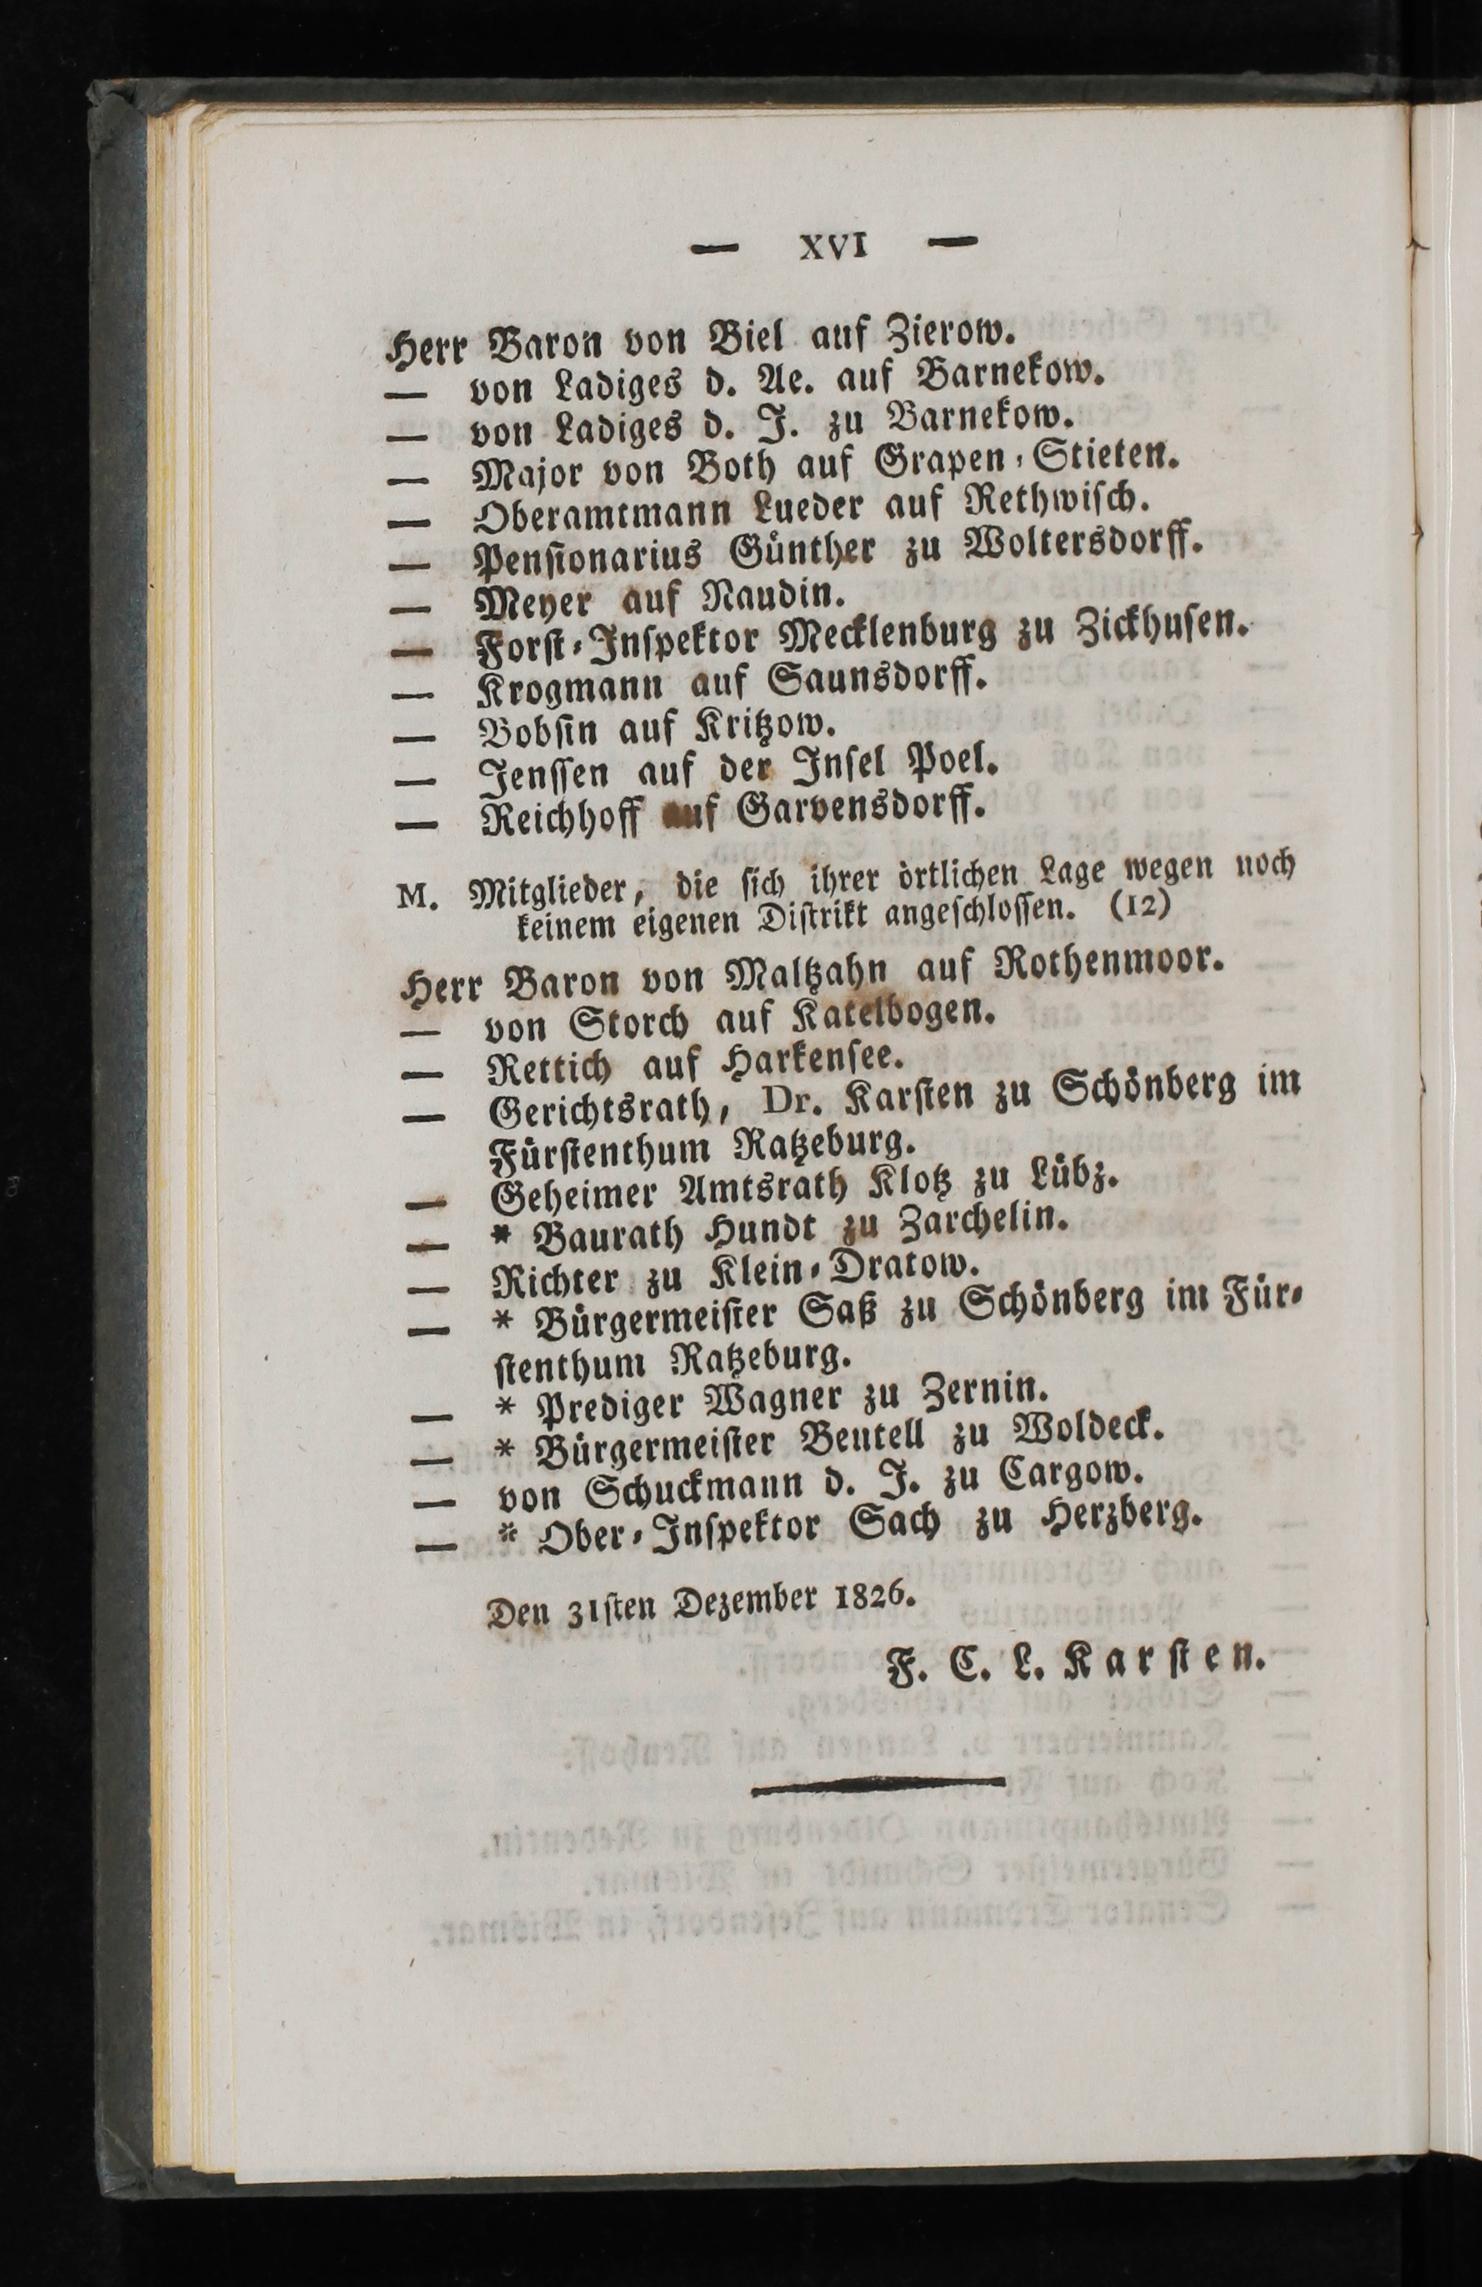 — XVI —
Herr Baron von Biel auf Zierow.
— von Ladiges d. Ae. auf Barnekow.
— von Ladiges d. J. zu Barnekow.
— Major von Both auf Grapen-Stieten.
— Oberamtmann Lueder auf Rethwisch.
— Pensionarius Günther zu Woltersdorff.
— Meyer auf Naudin.
— Forst-Inspektor Mecklenburg zu Zickhusen.
— Krogmann auf Saunsdorff.
— Bobsin auf Kritzow.
— Jenssen auf der Insel Poel.
— Reichhoff auf Garvensdorff.
M. Mitglieder, die sich ihrer örtlichen Lage wegen noch
keinem eigenen Distrikt angeschlossen. (12)
Herr Baron von Maltzahn auf Rothenmoor.
— von Storch auf Katelbogen.
— Rettich auf Harkensee.
— Gerichtsrath, Dr. Karsten zu Schönberg im
Fürstenthum Ratzeburg.
— Geheimer Amtsrath Klotz zu Lübz.
— * Baurath Hundt zu Zarchelin.
— Richter zu Klein-Dratow.
— * Bürgermeister Saß zu Schönberg im Für-
stenthum Ratzeburg.
— * Prediger Wagner zu Zernin.
— * Bürgermeister Beutell zu Woldeck.
— von Schuckmann d. J. zu Cargow.
— * Ober-Inspektor Sach zu Herzberg.
Den 31sten Dezember 1826.
F. C. L. Karsten.